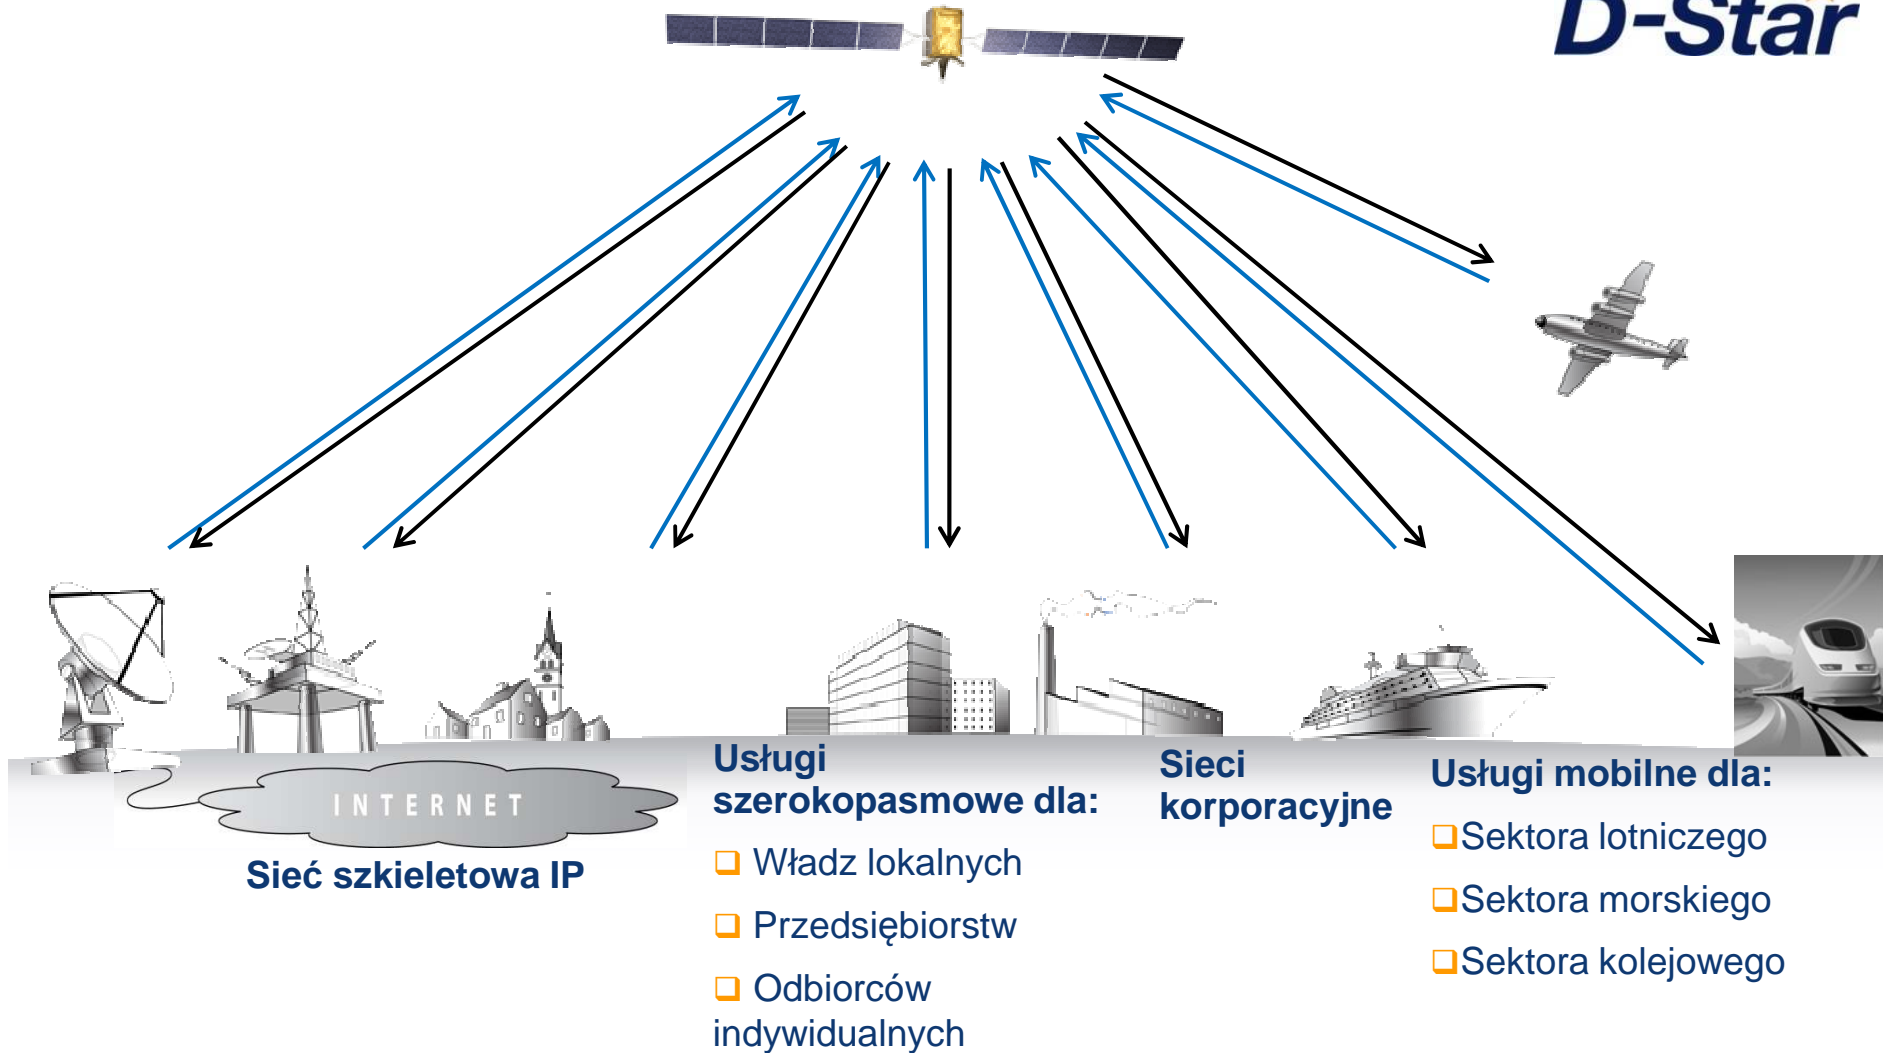 D-Star
INTERNET
Sieć szkieletowa IP
Usługi
szerokopasmowe dla:
Władz lokalnych
Przedsiębiorstw
Odbiorców
indywidualnych
Sieci
korporacyjne
Usługi mobilne dla:
Sektora lotniczego
Sektora morskiego
Sektora kolejowego